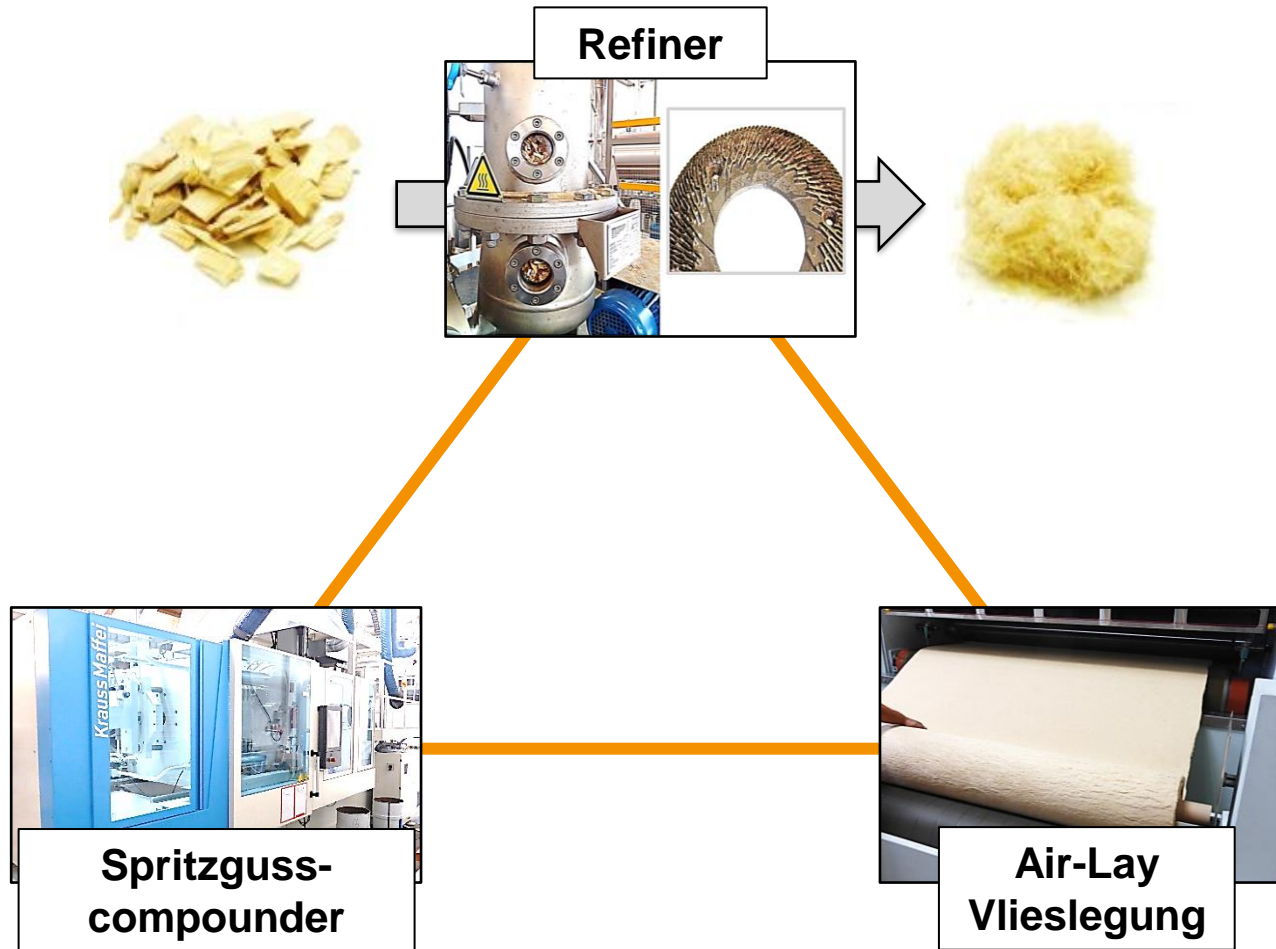 Refiner
Krauss Maffei
Spritzguss-
compounder
Air-Lay
Vlieslegung